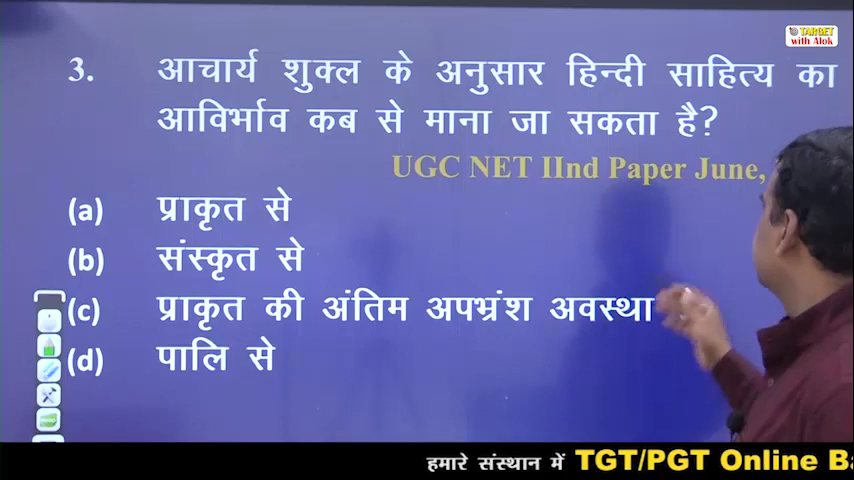 TARGET
with Alok
3. आचार्य शुक्ल के अनुसार हिन्दी साहित्य का
आविर्भाव कब से माना जा सकता है?
UGC NET IInd Paper June,
(a) प्राकृत से
(b) संस्कृत से
(c) प्राकृत की अंतिम अपभ्रंश अवस्था
(d) पालि से
हमारे संस्थान में TGT/PGT Online Ba